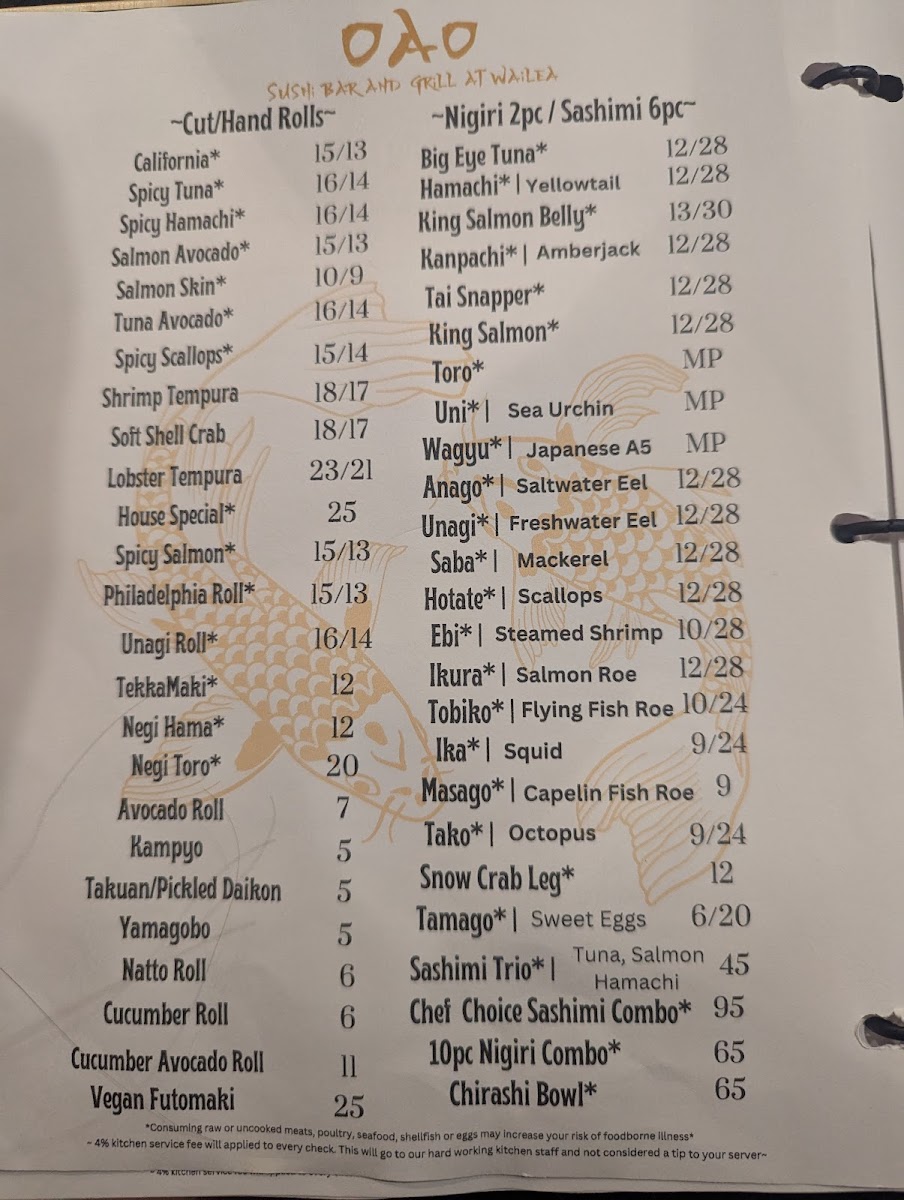 OAO
SUSHI BAR AND GRILL AT WAILEA
~Cut/Hand Rolls~
California* 15/13
Spicy Tuna* 16/14
Spicy Hamachi* 16/14
Salmon Avocado* 15/13
Salmon Skin* 10/9
Tuna Avocado* 16/14
Spicy Scallops* 15/14
Shrimp Tempura 18/17
Soft Shell Crab 18/17
Lobster Tempura 23/21
House Special* 25
Spicy Salmon* 15/13
Philadelphia Roll* 15/13
Unagi Roll* 16/14
TekkaMaki* 12
Negi Hama* 12
Negi Toro* 20
Avocado Roll 7
Kampyo 5
Takuan/Pickled Daikon 5
Yamagobo 5
Natto Roll 6
Cucumber Roll 6
Cucumber Avocado Roll 11
Vegan Futomaki 25
~Nigiri 2pc / Sashimi 6pc~
Big Eye Tuna* 12/28
Hamachi* | Yellowtail 12/28
King Salmon Belly* 13/30
Kanpachi* | Amberjack 12/28
Tai Snapper* 12/28
King Salmon* 12/28
Toro* MP
Uni* | Sea Urchin MP
Wagyu* | Japanese A5 MP
Anago* | Saltwater Eel 12/28
Unagi* | Freshwater Eel 12/28
Saba* | Mackerel 12/28
Hotate* | Scallops 12/28
Ebi* | Steamed Shrimp 10/28
Ikura* | Salmon Roe 12/28
Tobiko* | Flying Fish Roe 10/24
Ika* | Squid 9/24
Masago* | Capelin Fish Roe 9
Tako* | Octopus 9/24
Snow Crab Leg* 12
Tamago* | Sweet Eggs 6/20
Sashimi Trio* | Tuna, Salmon
Hamachi 45
Chef Choice Sashimi Combo* 95
10pc Nigiri Combo* 65
Chirashi Bowl* 65
*Consuming raw or uncooked meats, poultry, seafood, shellfish or eggs may increase your risk of foodborne illness*
~ 4% kitchen service fee will applied to every check. This will go to our hard working kitchen staff and not considered a tip to your server~